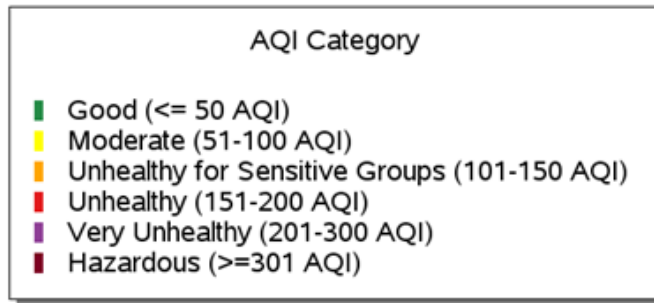 AQI Category
Good (<= 50 AQI)
Moderate (51-100 AQI)
Unhealthy for Sensitive Groups (101-150 AQI)
Unhealthy (151-200 AQI)
Very Unhealthy (201-300 AQI)
Hazardous (>=301 AQI)